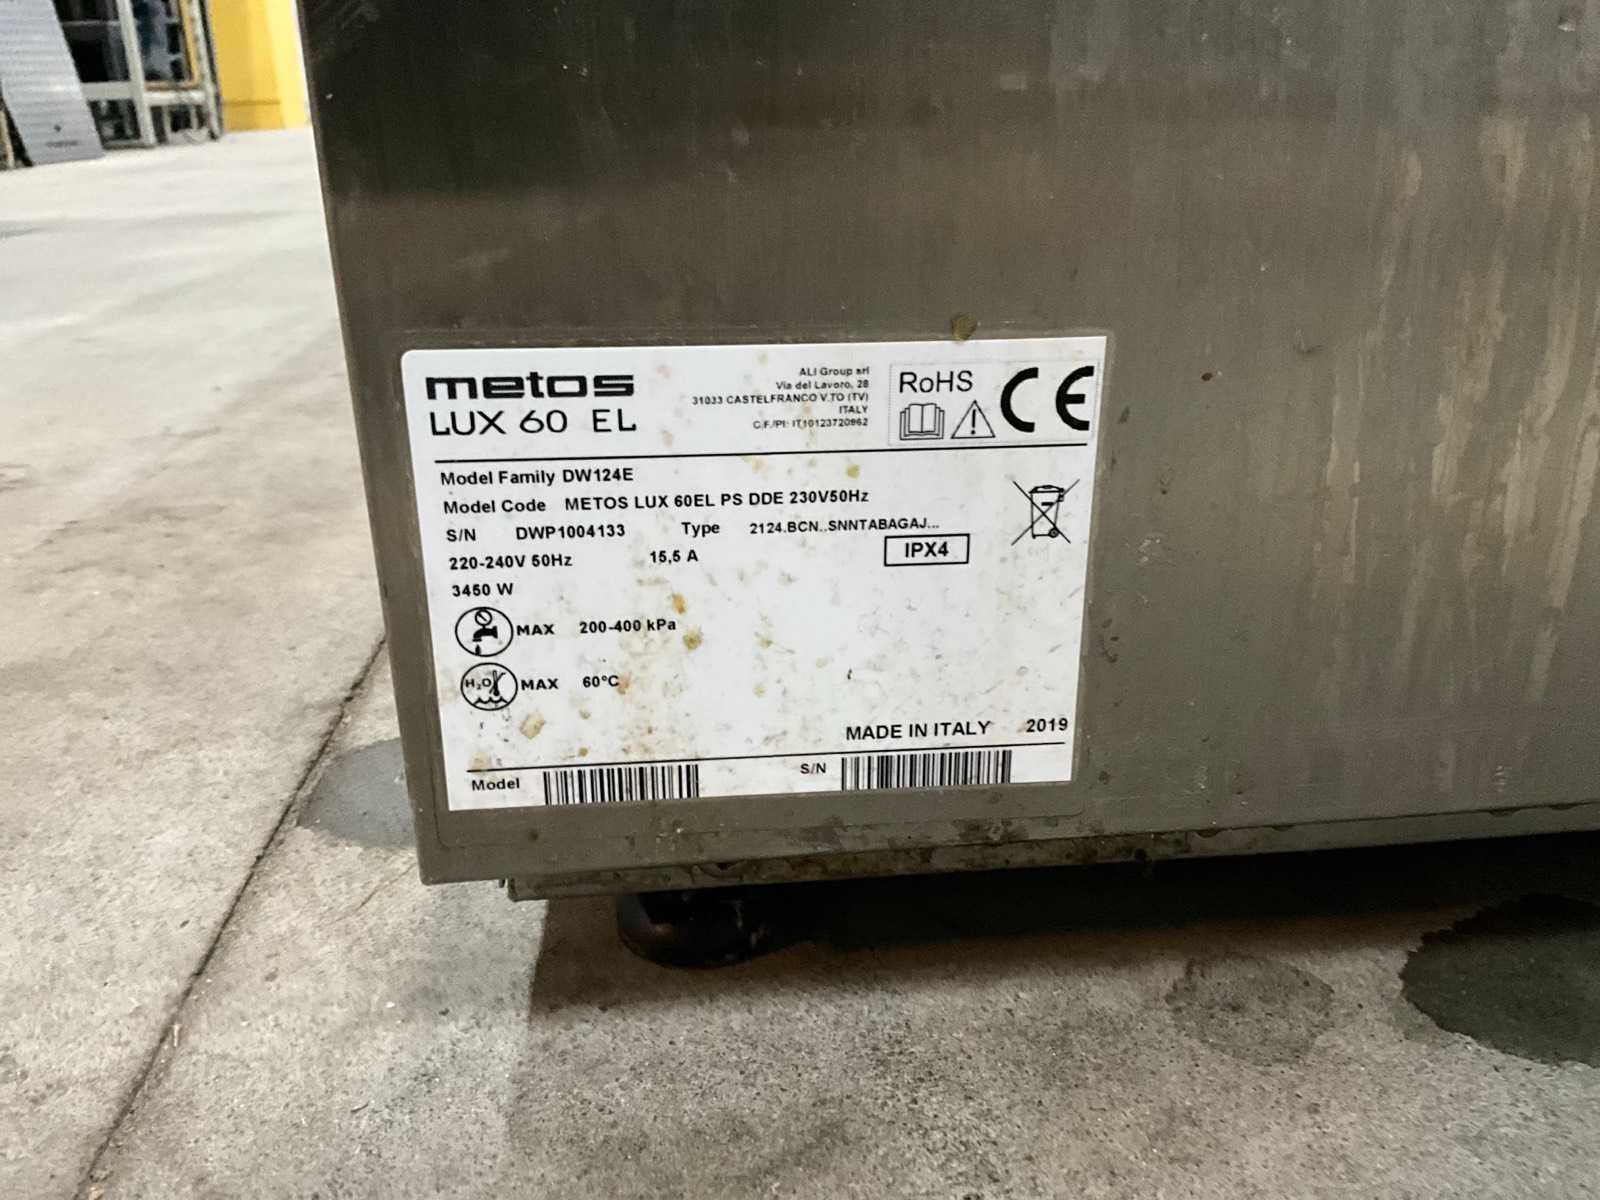 metos
LUX 60 EL
ALI Group srl
Via del Lavoro, 28
31033 CASTELFRANCO V.TO (TV)
ITALY
C.F./PI: IT10123720962
RoHS
CE
Model Family DW124E
Model Code METOS LUX 60EL PS DDE 230V50Hz
S/N DWP1004133 Type 2124.BCN..SNNTABAGAJ...
220-240V 50Hz 15,5 A IPX4
3450 W
MAX 200-400 kPa
H2O MAX 60°C
MADE IN ITALY 2019
Model S/N